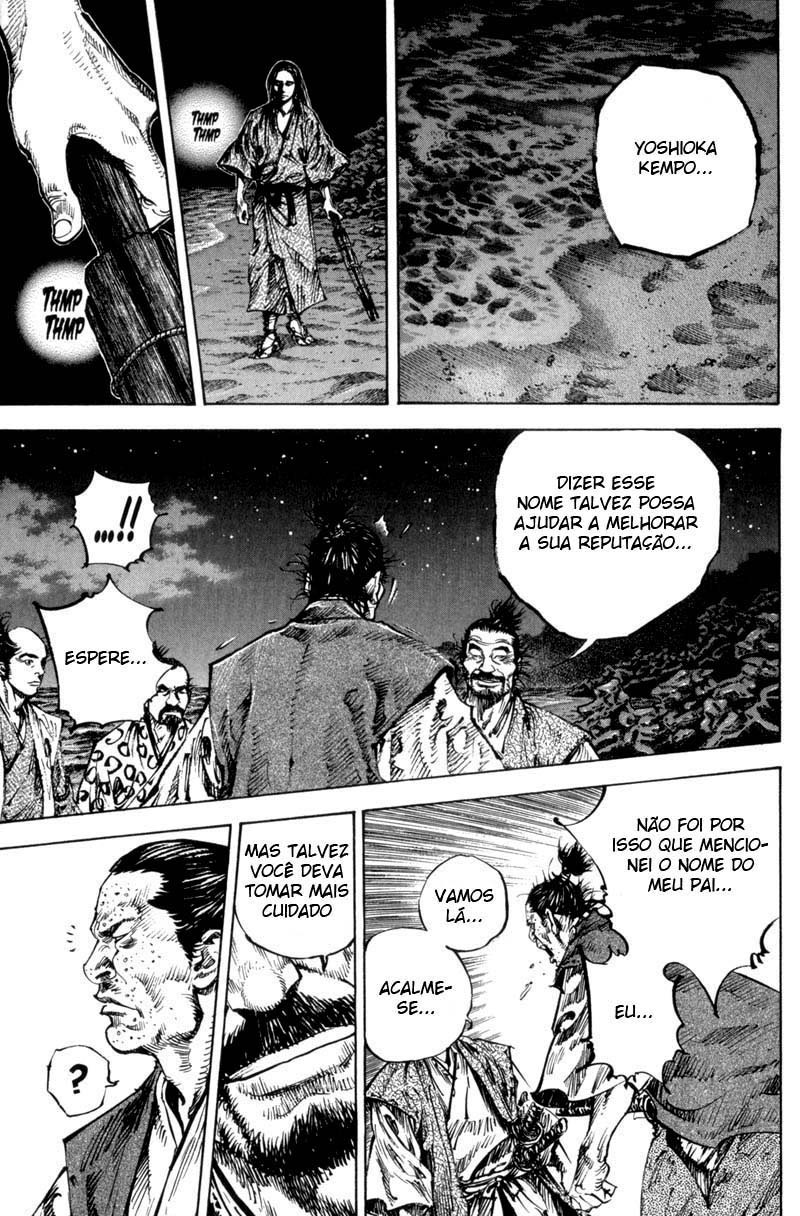 YOSHIOKA
KEMPO...
THMP
THMP
THMP
THMP
DIZER ESSE
NOME TALVEZ POSSA
AJUDAR A MELHORAR
A SUA REPUTAÇÃO...
...!!
ESPERE...
NÃO FOI POR
ISSO QUE MENCIO-
NEI O NOME DO
MEU PAI...
EU...
VAMOS
LÁ...
ACALME-
SE...
MAS TALVEZ
VOCÊ DEVA
TOMAR MAIS
CUIDADO
?